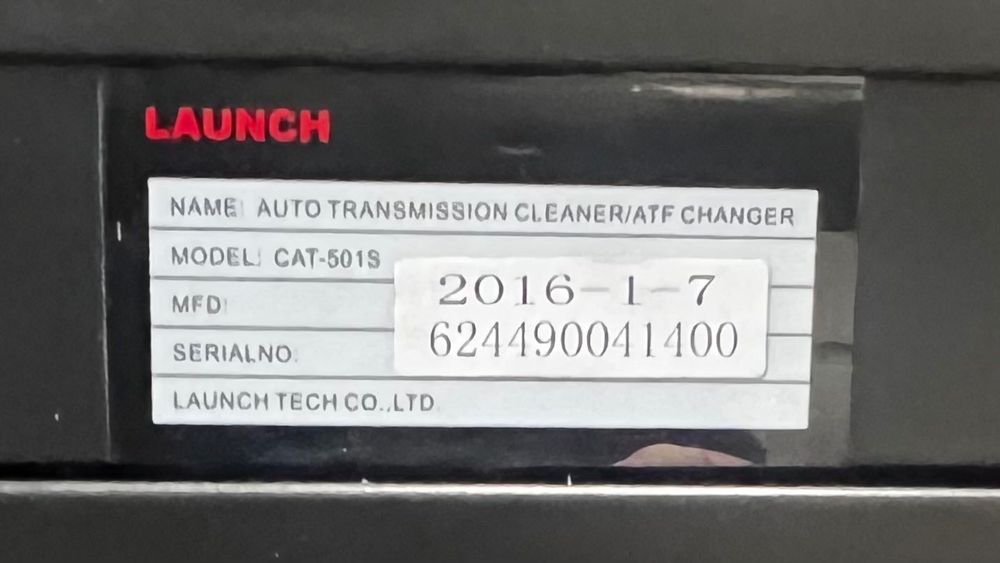 LAUNCH
NAME: AUTO TRANSMISSION CLEANER/ATF CHANGER
MODEL: CAT-501S
MFD: 2016-1-7
SERIALNO: 624490041400
LAUNCH TECH CO.,LTD.